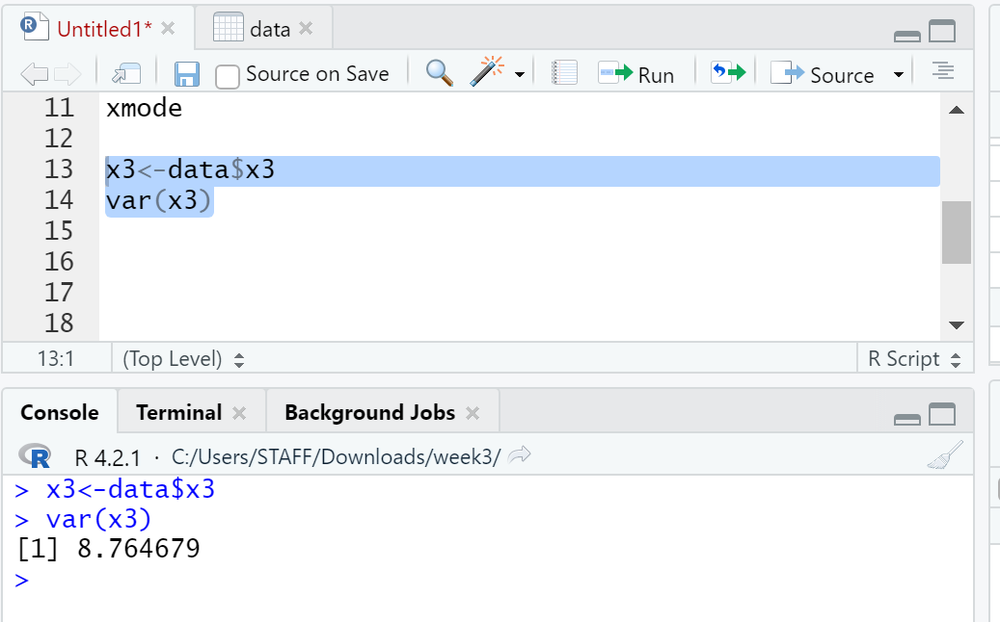 Untitled1* data
Source on Save Run Source
11 xmode
12
13 x3<-data$x3
14 var(x3)
15
16
17
18
13:1 (Top Level) R Script
Console Terminal Background Jobs
R R 4.2.1 · C:/Users/STAFF/Downloads/week3/
> x3<-data$x3
> var(x3)
[1] 8.764679
>